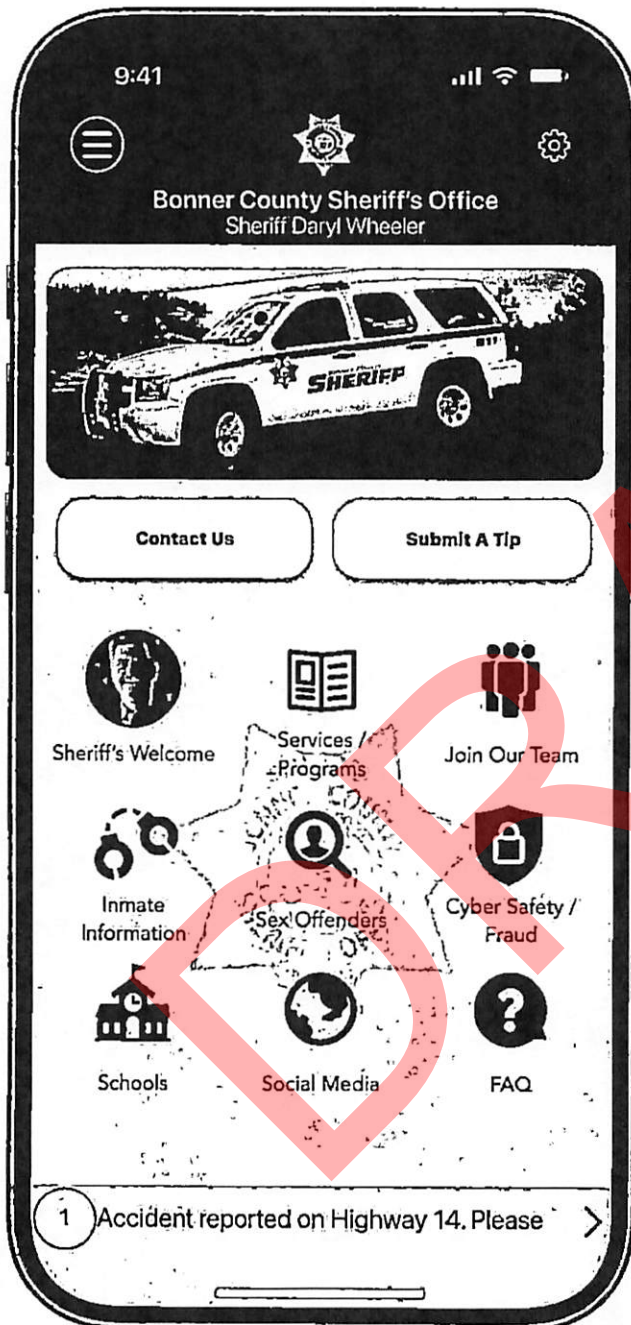 9:41
Bonner County Sheriff's Office
Sheriff Daryl Wheeler
SHERIFF
Contact Us
Submit A Tip
Sheriff's Welcome
Services /
Programs
Join Our Team
COUNTY
Inmate
Information
Sex Offenders
Cyber Safety /
Fraud
Schools
Social Media
FAQ
1 Accident reported on Highway 14. Please